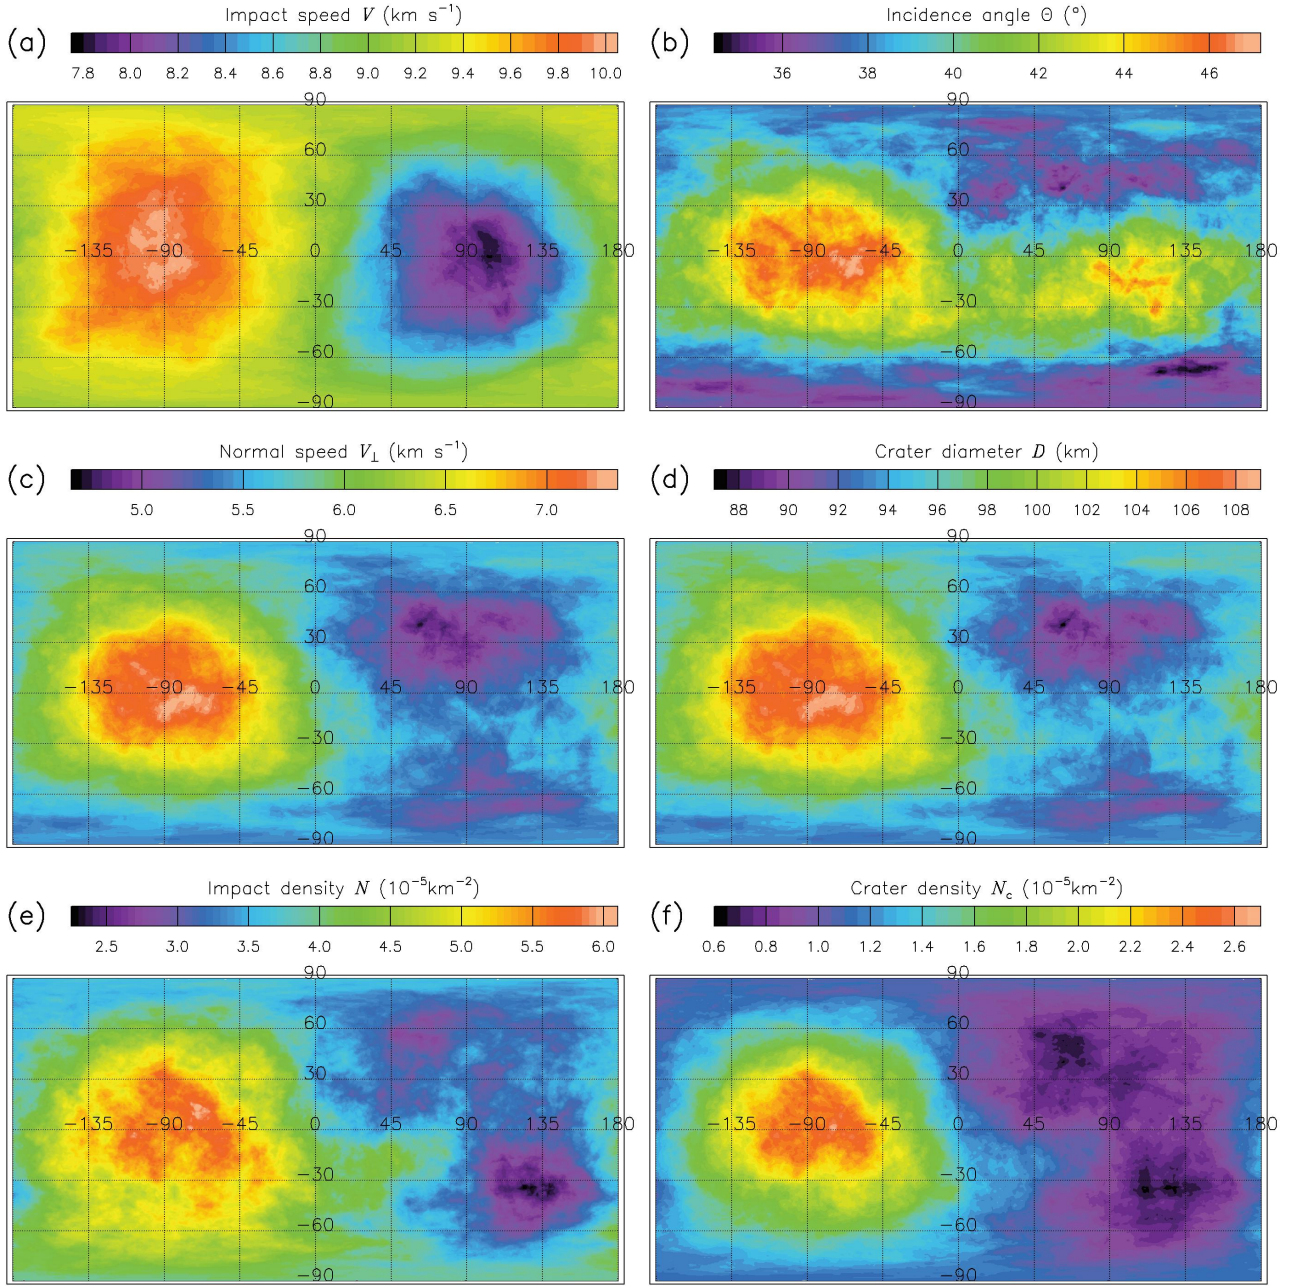 Impact speed V (km s⁻¹)
(a)
7.8 8.0 8.2 8.4 8.6 8.8 9.0 9.2 9.4 9.6 9.8 10.0
90
60
30
−135 −90 −45 0 45 90 135 180
−30
−60
−90
Incidence angle Θ (°)
(b)
36 38 40 42 44 46
90
60
30
−135 −90 −45 0 45 90 135 180
−30
−60
−90
Normal speed V⊥ (km s⁻¹)
(c)
5.0 5.5 6.0 6.5 7.0
90
60
30
−135 −90 −45 0 45 90 135 180
−30
−60
−90
Crater diameter D (km)
(d)
88 90 92 94 96 98 100 102 104 106 108
90
60
30
−135 −90 −45 0 45 90 135 180
−30
−60
−90
Impact density N (10⁻⁵km⁻²)
(e)
2.5 3.0 3.5 4.0 4.5 5.0 5.5 6.0
90
60
30
−135 −90 −45 0 45 90 135 180
−30
−60
−90
Crater density N_c (10⁻⁵km⁻²)
(f)
0.6 0.8 1.0 1.2 1.4 1.6 1.8 2.0 2.2 2.4 2.6
90
60
30
−135 −90 −45 0 45 90 135 180
−30
−60
−90